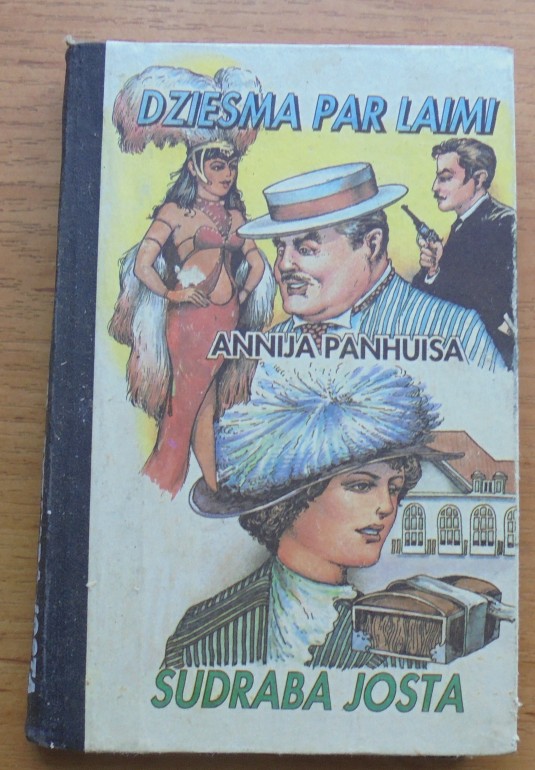 DZIESMA PAR LAIMI
ANNIJA PANHUISA
SUDRABA JOSTA